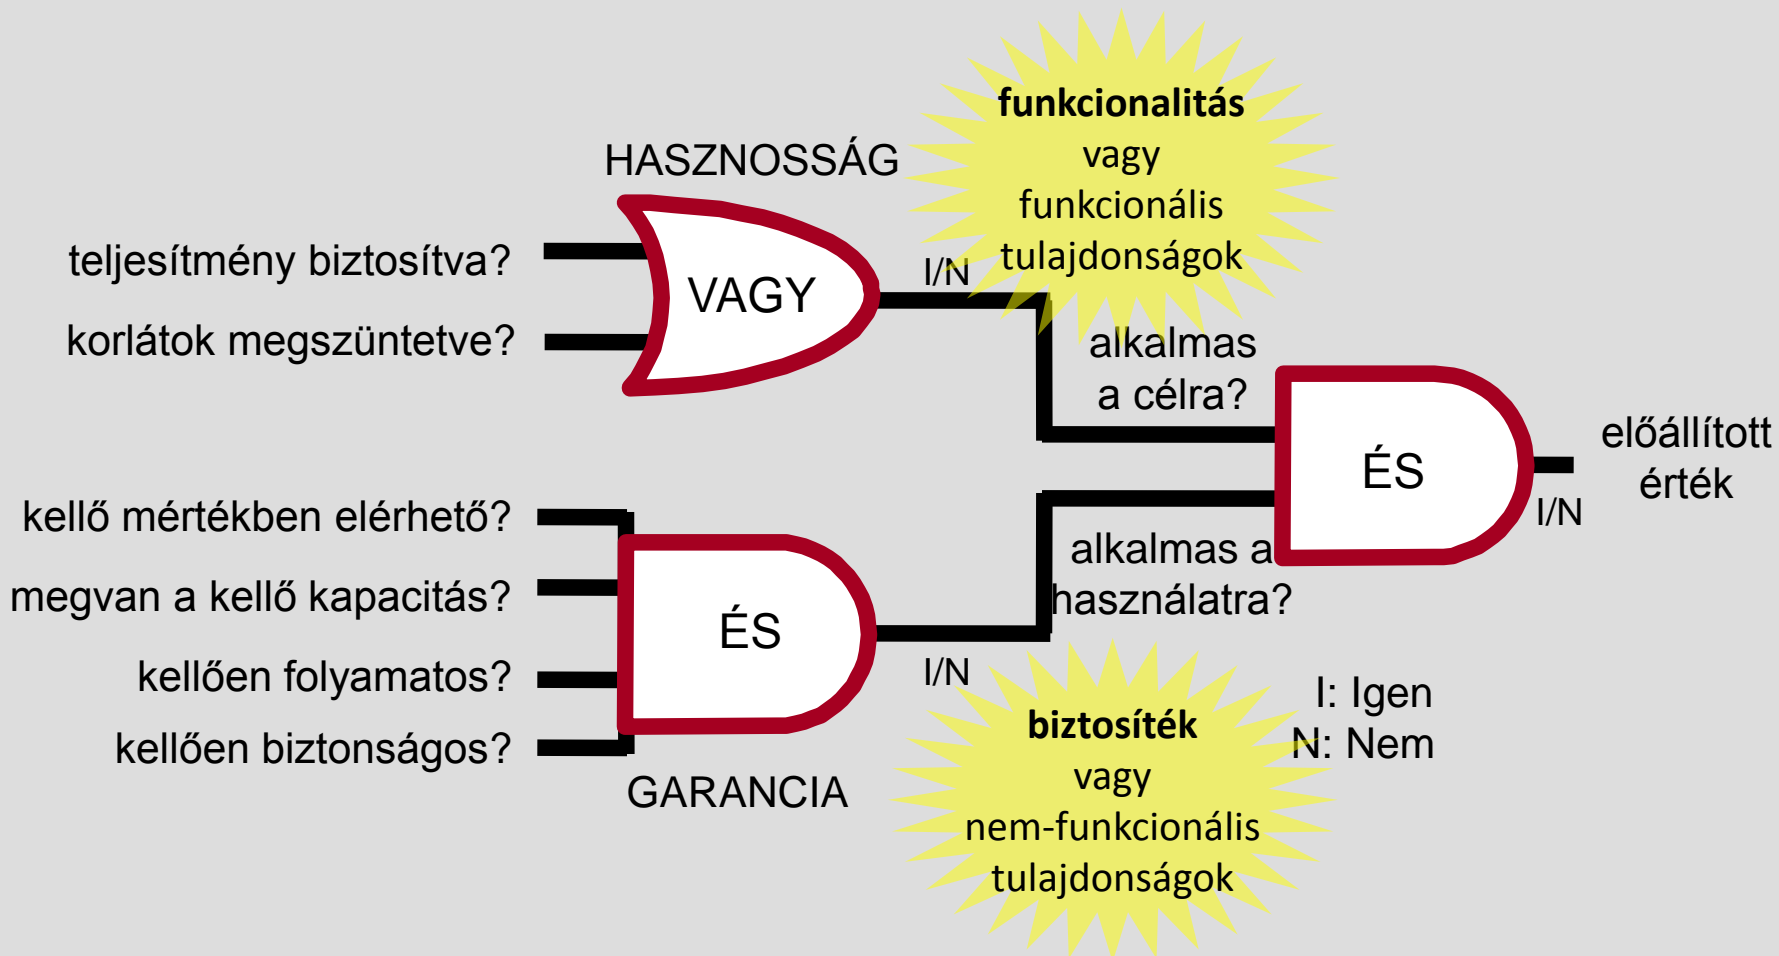 funkcionalitás
vagy
funkcionális
tulajdonságok
HASZNOSSÁG
teljesítmény biztosítva?
korlátok megszüntetve?
VAGY
I/N
alkalmas
a célra?
kellő mértékben elérhető?
megvan a kellő kapacitás?
kellően folyamatos?
kellően biztonságos?
ÉS
GARANCIA
I/N
alkalmas a
használatra?
ÉS
I/N
előállított
érték
biztosíték
vagy
nem-funkcionális
tulajdonságok
I: Igen
N: Nem